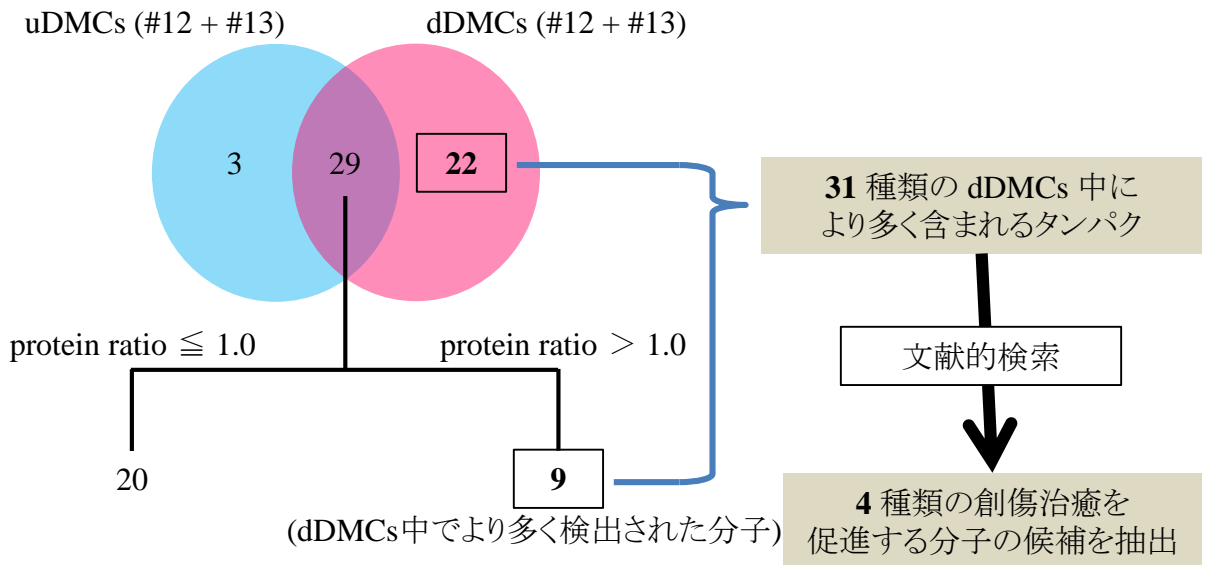 uDMCs (#12 + #13)
dDMCs (#12 + #13)
3
29
22
31 種類の dDMCs 中に
より多く含まれるタンパク
protein ratio ≦ 1.0
protein ratio > 1.0
文献的検索
20
9
(dDMCs中でより多く検出された分子)
4 種類の創傷治癒を
促進する分子の候補を抽出